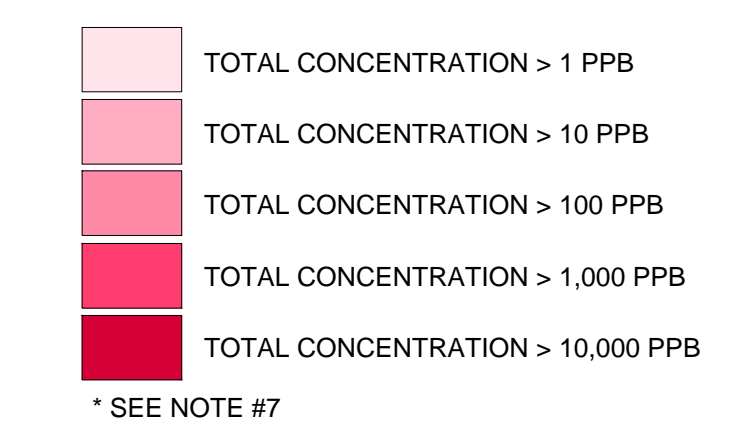 TOTAL CONCENTRATION > 1 PPB
TOTAL CONCENTRATION > 10 PPB
TOTAL CONCENTRATION > 100 PPB
TOTAL CONCENTRATION > 1,000 PPB
TOTAL CONCENTRATION > 10,000 PPB
* SEE NOTE #7